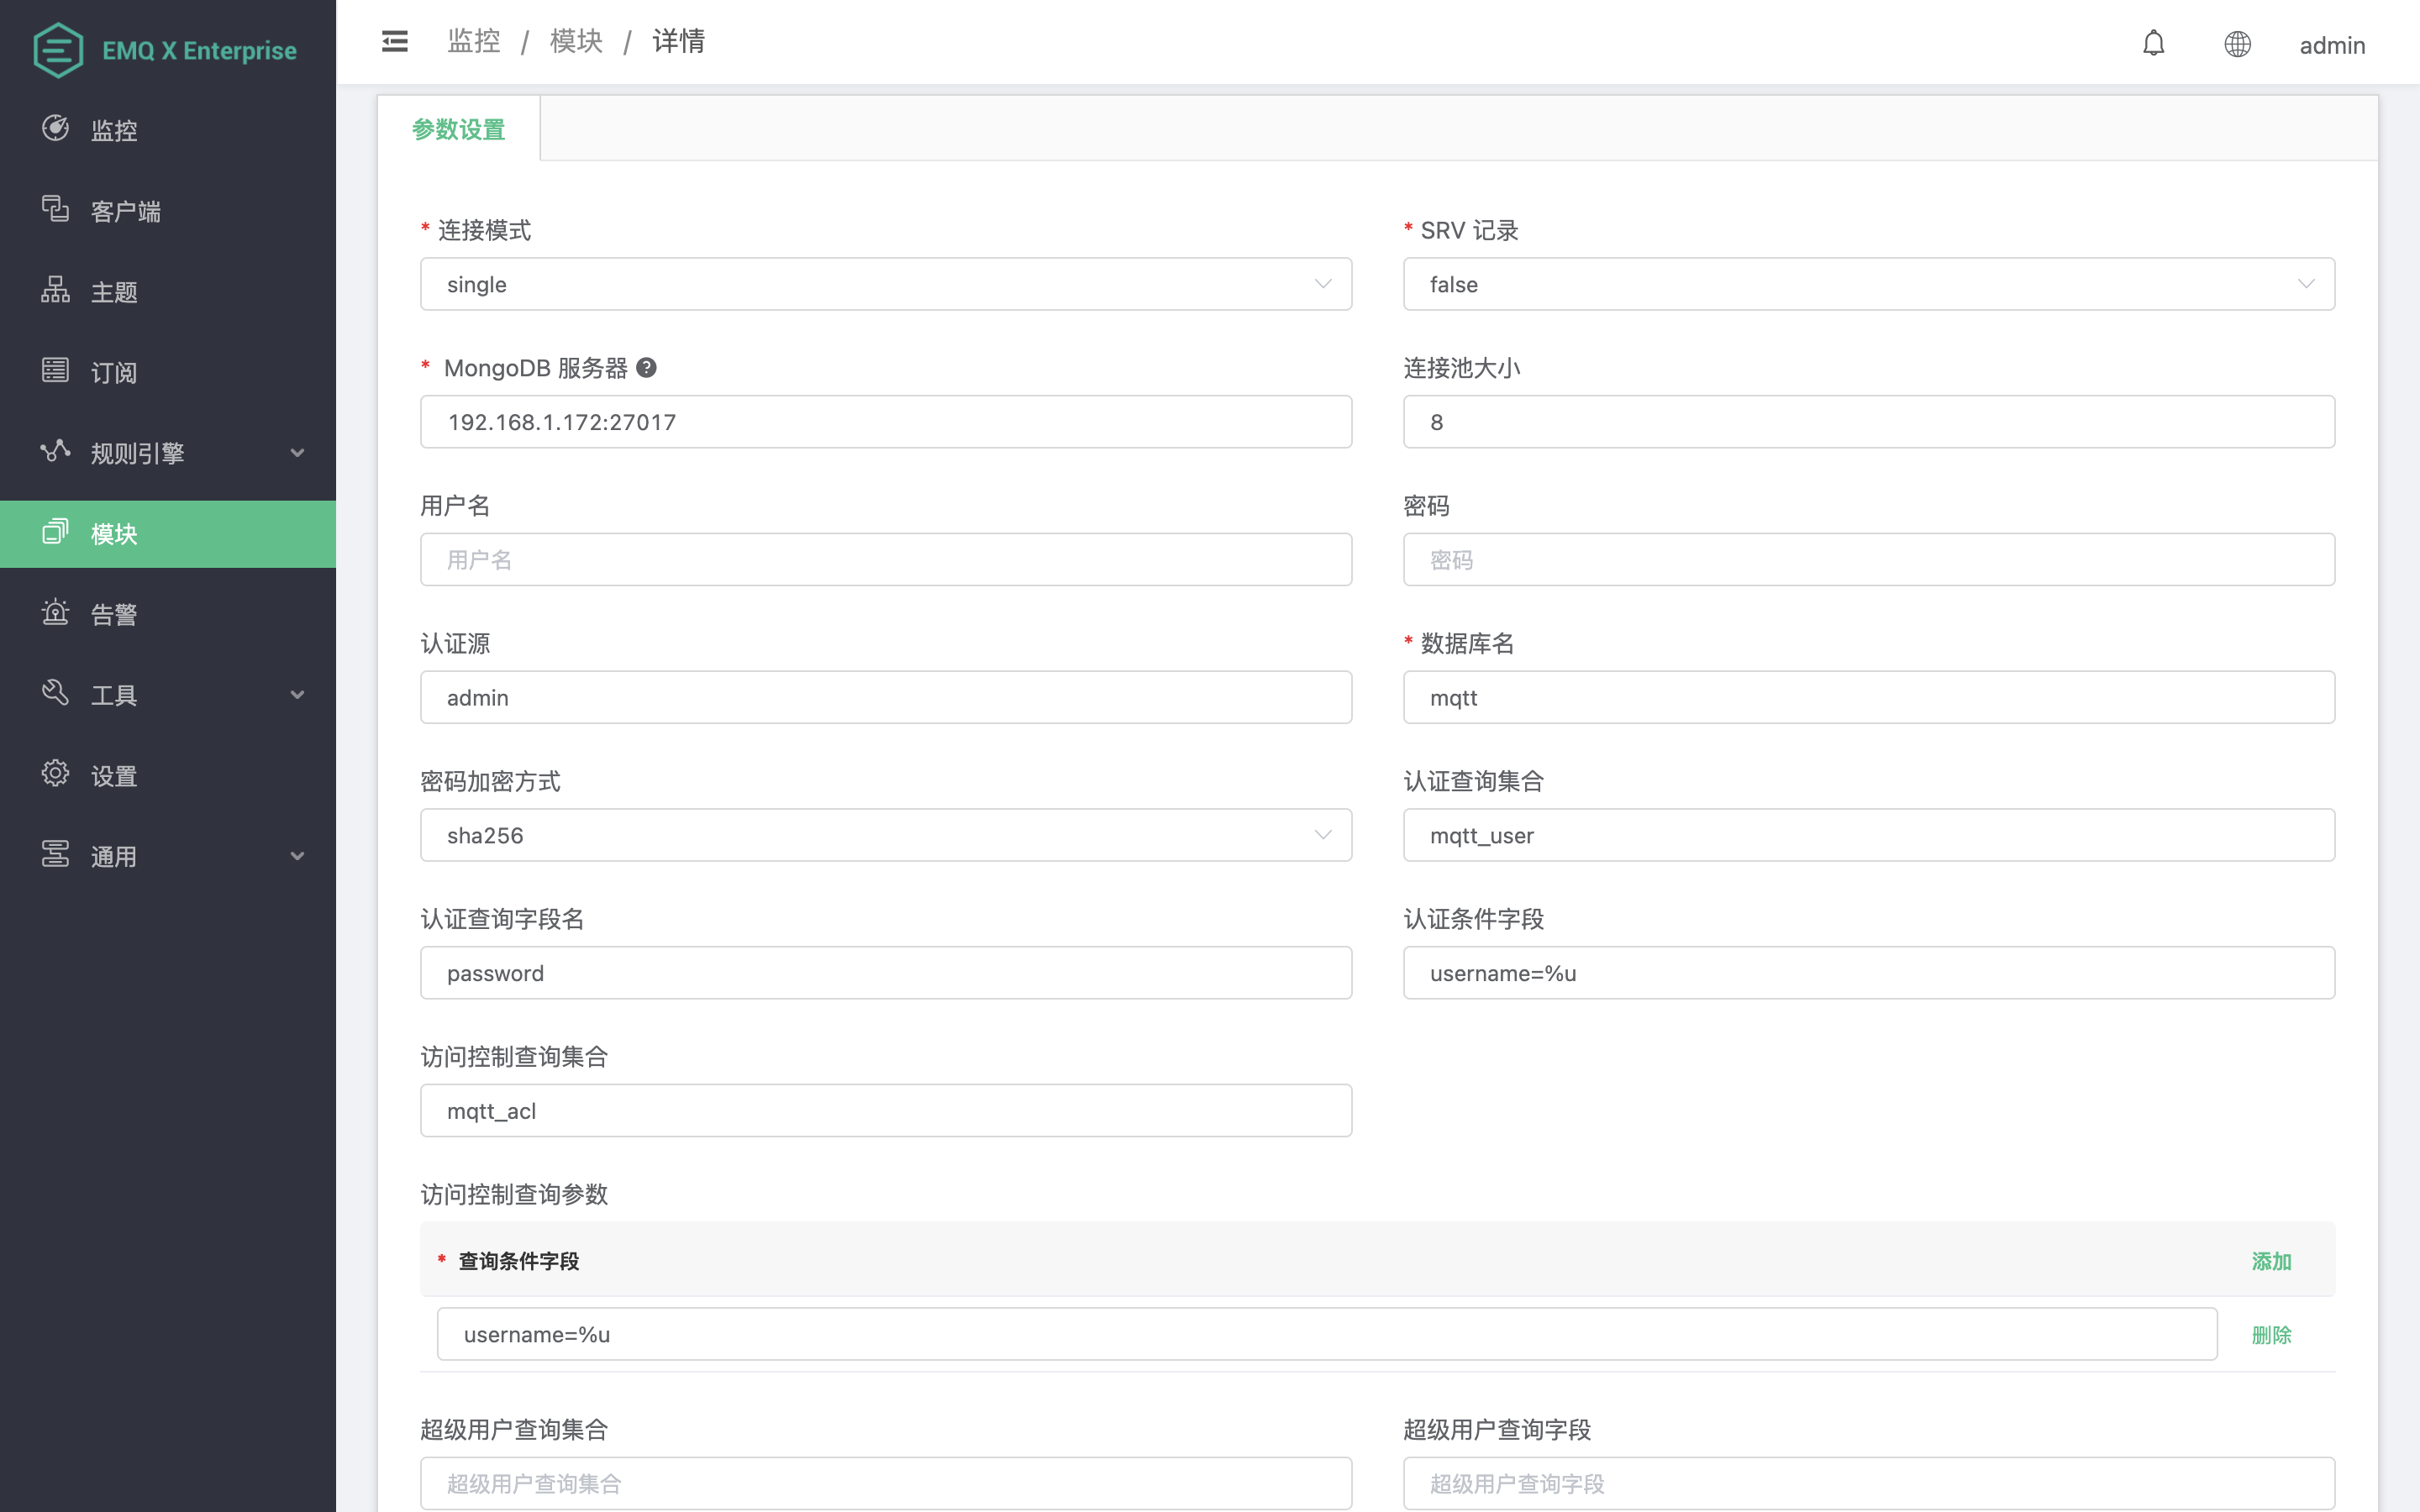 EMQ X Enterprise
监控
客户端
主题
订阅
规则引擎
模块
告警
工具
设置
通用
监控 / 模块 / 详情
admin
参数设置
* 连接模式
single
* SRV 记录
false
* MongoDB 服务器 ?
192.168.1.172:27017
连接池大小
8
用户名
用户名
密码
密码
认证源
admin
* 数据库名
mqtt
密码加密方式
sha256
认证查询集合
mqtt_user
认证查询字段名
password
认证条件字段
username=%u
访问控制查询集合
mqtt_acl
访问控制查询参数
* 查询条件字段
添加
username=%u
删除
超级用户查询集合
超级用户查询集合
超级用户查询字段
超级用户查询字段